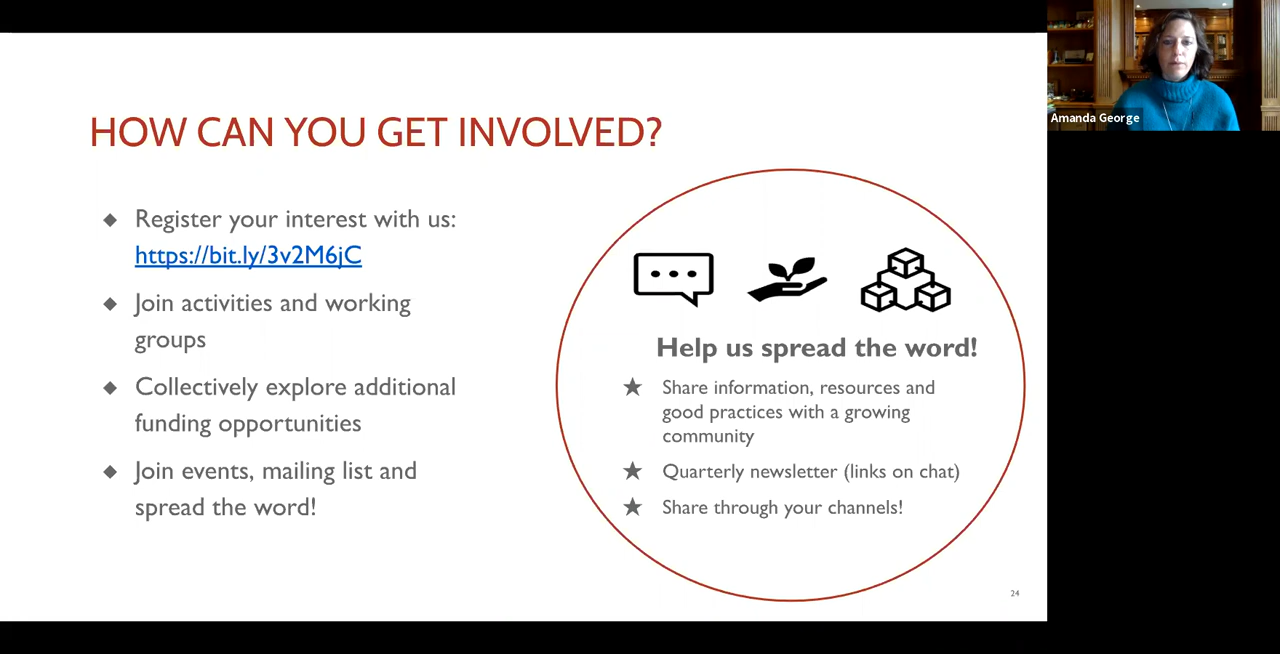 HOW CAN YOU GET INVOLVED?
Register your interest with us:
https://bit.ly/3v2M6jC
Join activities and working
groups
Collectively explore additional
funding opportunities
Join events, mailing list and
spread the word!
Help us spread the word!
Share information, resources and
good practices with a growing
community
Quarterly newsletter (links on chat)
Share through your channels!
24
Amanda George